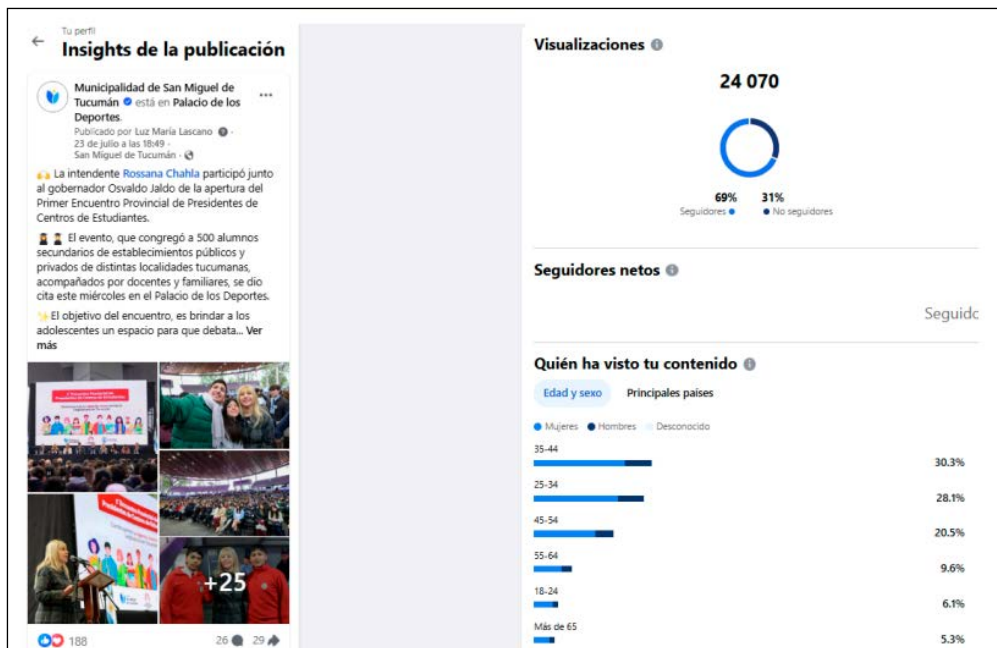 Tu perfil
Insights de la publicación
Municipalidad de San Miguel de
Tucumán está en Palacio de los
Deportes.
Publicado por Luz María Lascano ·
23 de julio a las 18:49 ·
San Miguel de Tucumán ·
La intendente Rossana Chahla participó junto
al gobernador Osvaldo Jaldo de la apertura del
Primer Encuentro Provincial de Presidentes de
Centros de Estudiantes.
El evento, que congregó a 500 alumnos
secundarios de establecimientos públicos y
privados de distintas localidades tucumanas,
acompañados por docentes y familiares, se dio
cita este miércoles en el Palacio de los Deportes.
El objetivo del encuentro, es brindar a los
adolescentes un espacio para que debata... Ver
más
+25
188
26
29
Visualizaciones
24 070
69%
31%
Seguidores
No seguidores
Seguidores netos
Seguidc
Quién ha visto tu contenido
Edad y sexo
Principales países
Mujeres
Hombres
Desconocido
35-44
30.3%
25-34
28.1%
45-54
20.5%
55-64
9.6%
18-24
6.1%
Más de 65
5.3%